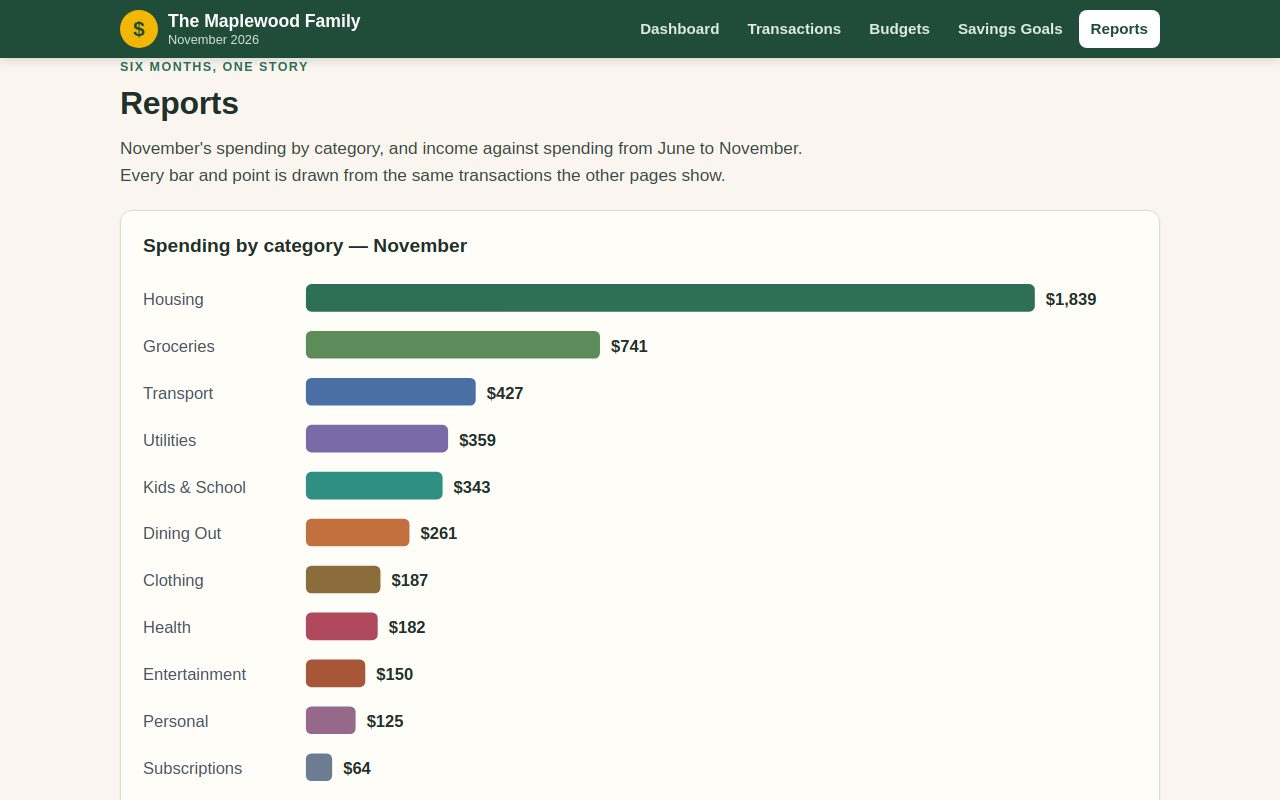 $
The Maplewood Family
November 2026
Dashboard
Transactions
Budgets
Savings Goals
Reports
SIX MONTHS, ONE STORY
Reports
November's spending by category, and income against spending from June to November.
Every bar and point is drawn from the same transactions the other pages show.
Spending by category — November
Housing $1,839
Groceries $741
Transport $427
Utilities $359
Kids & School $343
Dining Out $261
Clothing $187
Health $182
Entertainment $150
Personal $125
Subscriptions $64